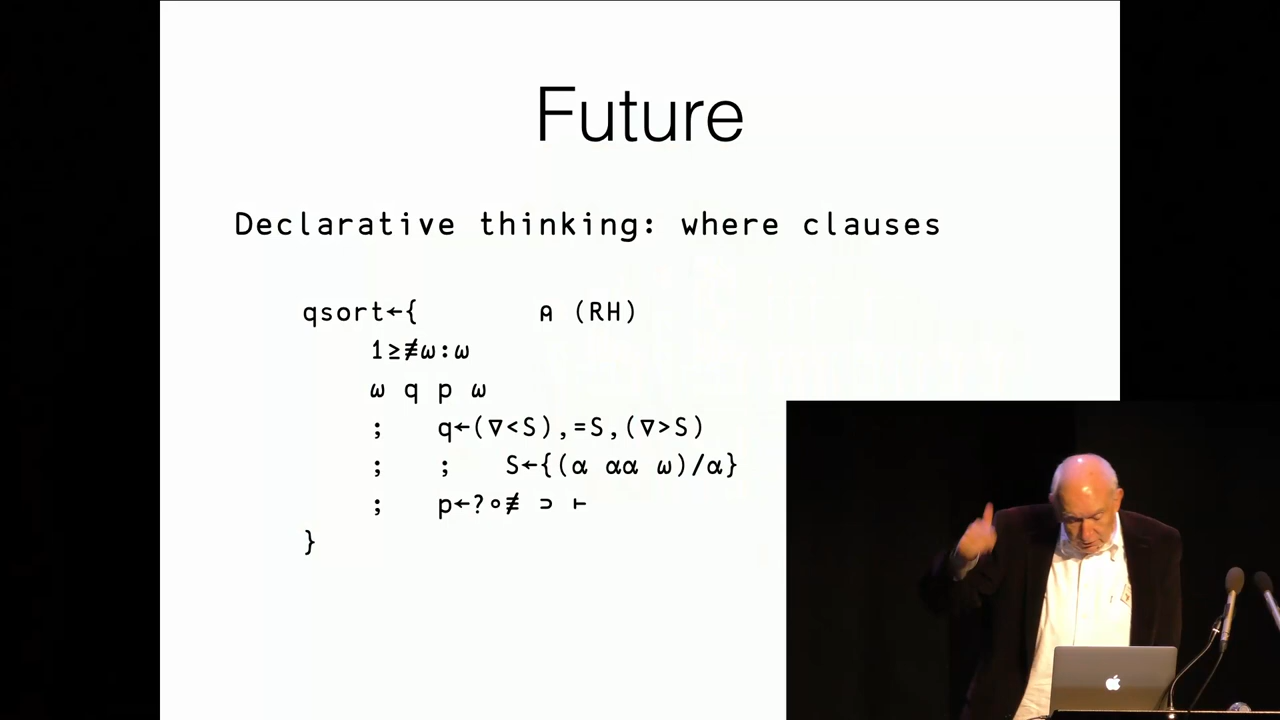 Future
Declarative thinking: where clauses
qsort←{ ⍝ (RH)
1≥≢⍵:⍵
⍵ q p ⍵
; q←(∇<S),=S,(∇>S)
; ; S←{(⍺ ⍺⍺ ⍵)/⍺}
; p←?∘≢ ⊃ ⊢
}